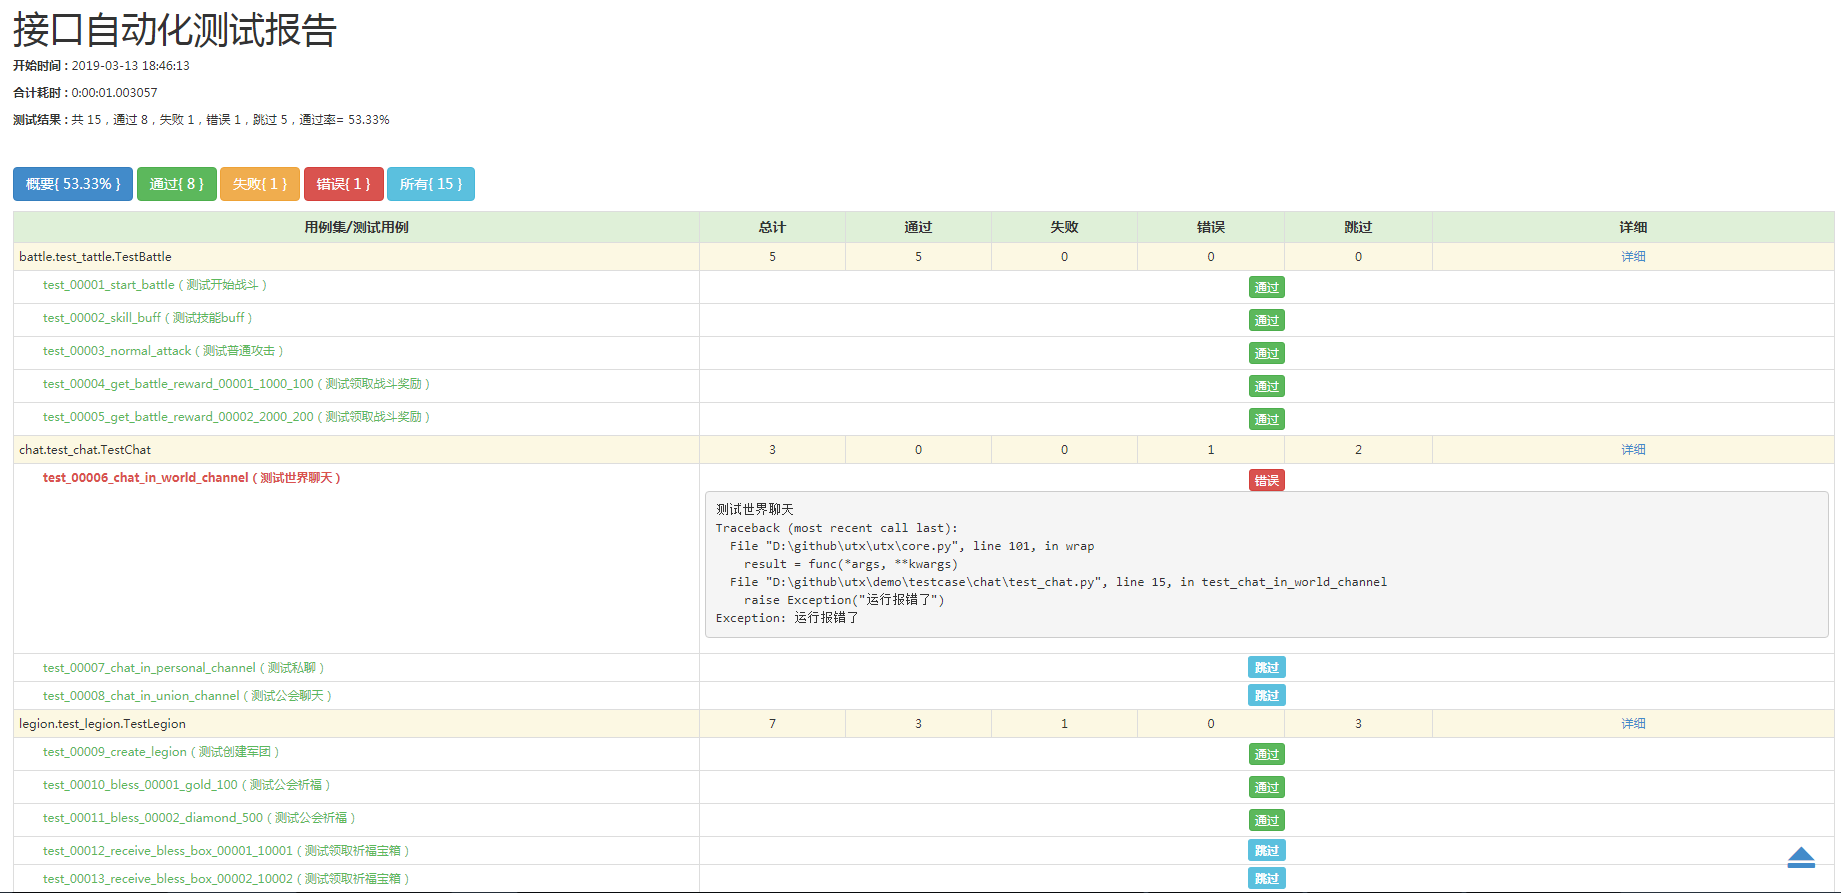 接口自动化测试报告
开始时间 : 2019-03-13 18:46:13
合计耗时 : 0:00:01.003057
测试结果 : 共 15，通过 8，失败 1，错误 1，跳过 5，通过率= 53.33%
概要{ 53.33% } 通过{ 8 } 失败{ 1 } 错误{ 1 } 所有{ 15 }
用例集/测试用例 总计 通过 失败 错误 跳过 详细
battle.test_tattle.TestBattle 5 5 0 0 0 详细
test_00001_start_battle ( 测试开始战斗 ) 通过
test_00002_skill_buff ( 测试技能buff ) 通过
test_00003_normal_attack ( 测试普通攻击 ) 通过
test_00004_get_battle_reward_00001_1000_100 ( 测试领取战斗奖励 ) 通过
test_00005_get_battle_reward_00002_2000_200 ( 测试领取战斗奖励 ) 通过
chat.test_chat.TestChat 3 0 0 1 2 详细
test_00006_chat_in_world_channel ( 测试世界聊天 ) 错误
测试世界聊天
Traceback (most recent call last):
File "D:\github\utx\utx\core.py", line 101, in wrap
result = func(*args, **kwargs)
File "D:\github\utx\demo\testcase\chat\test_chat.py", line 15, in test_chat_in_world_channel
raise Exception("运行报错了")
Exception: 运行报错了
test_00007_chat_in_personal_channel ( 测试私聊 ) 跳过
test_00008_chat_in_union_channel ( 测试公会聊天 ) 跳过
legion.test_legion.TestLegion 7 3 1 0 3 详细
test_00009_create_legion ( 测试创建军团 ) 通过
test_00010_bless_00001_gold_100 ( 测试公会祈福 ) 通过
test_00011_bless_00002_diamond_500 ( 测试公会祈福 ) 通过
test_00012_receive_bless_box_00001_10001 ( 测试领取祈福宝箱 ) 跳过
test_00013_receive_bless_box_00002_10002 ( 测试领取祈福宝箱 ) 跳过